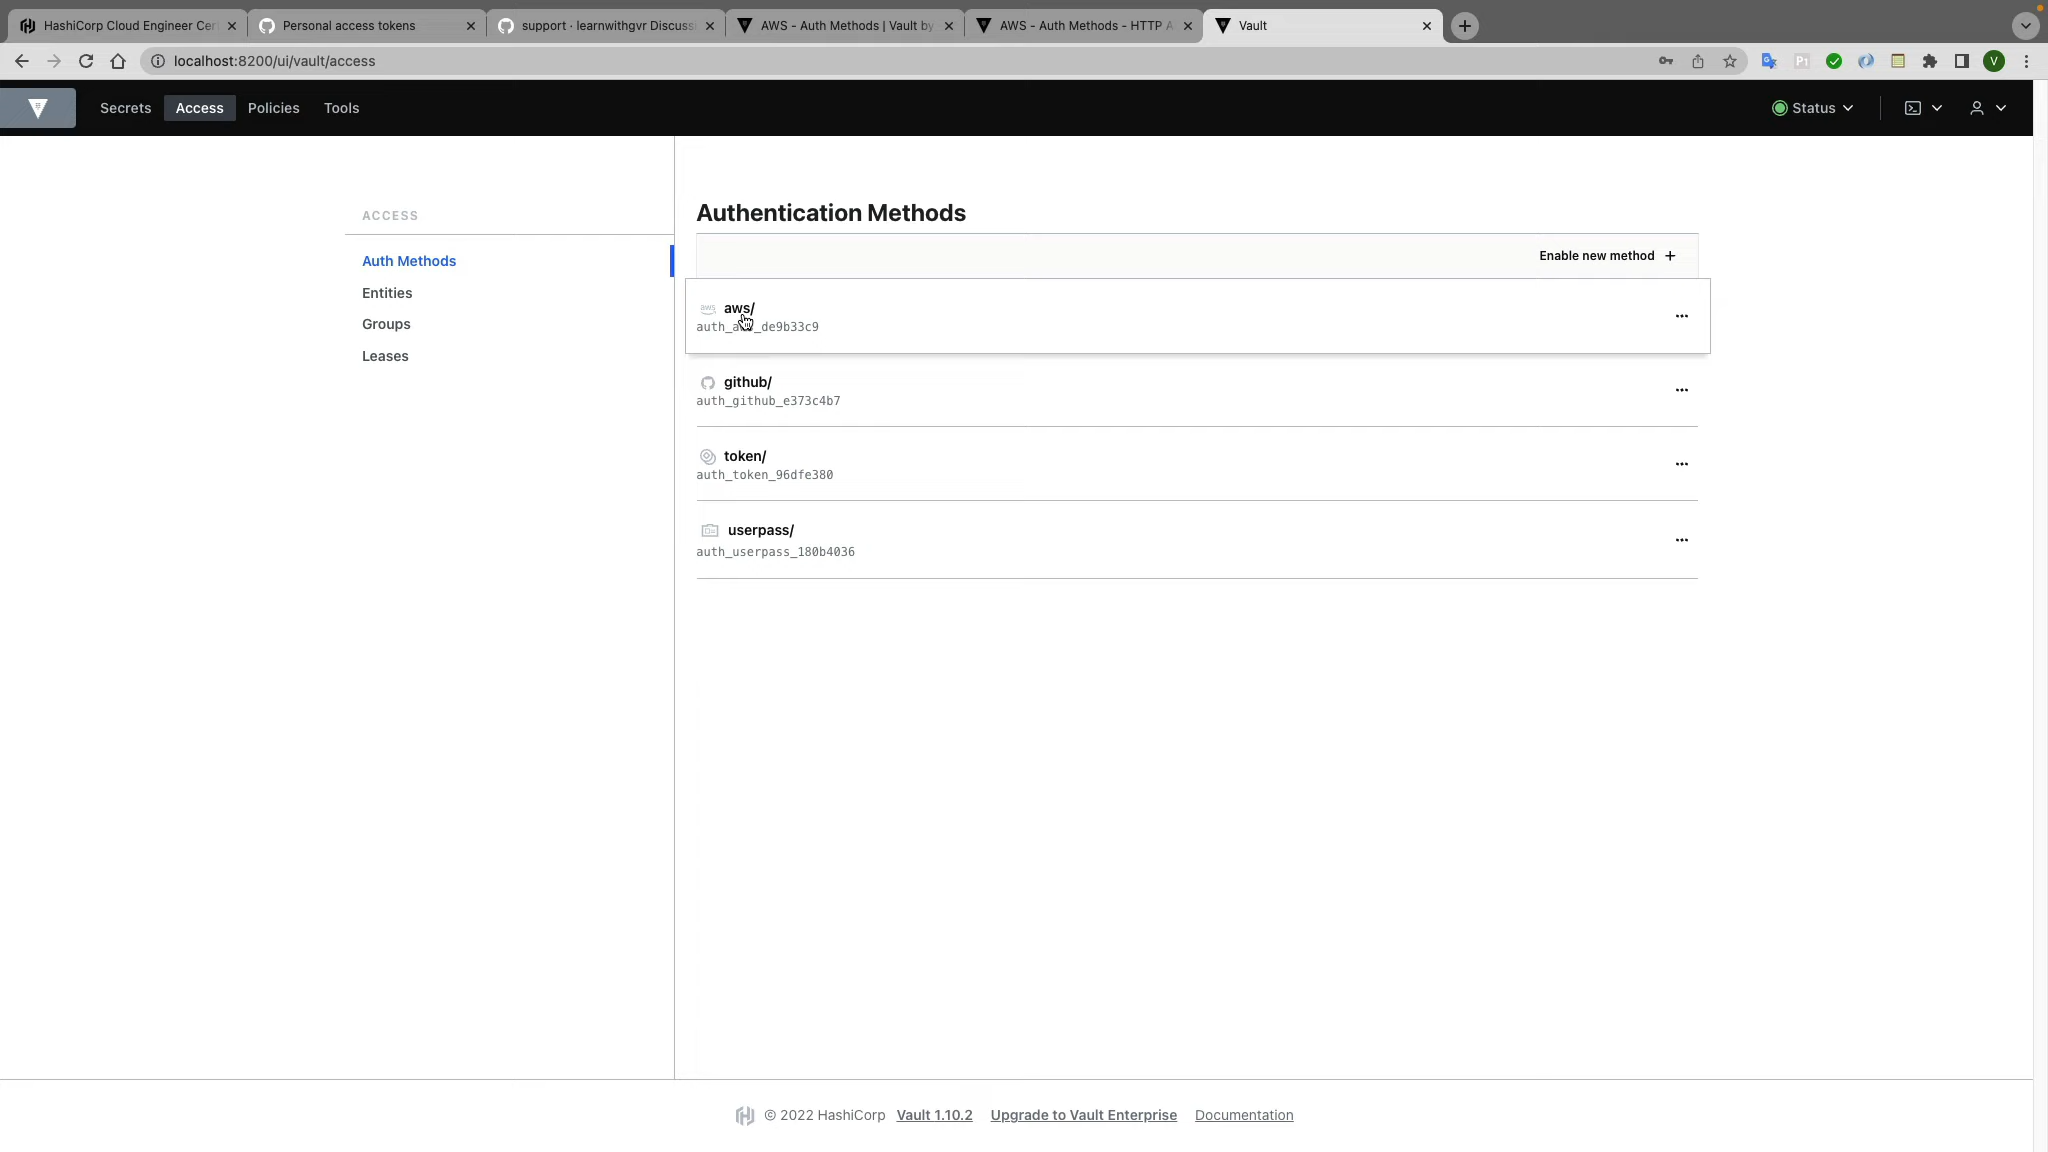 HashiCorp Cloud Engineer Cer
Personal access tokens
support · learnwithgvr Discuss
AWS - Auth Methods | Vault by
AWS - Auth Methods - HTTP A
Vault
localhost:8200/ui/vault/access
V
Secrets
Access
Policies
Tools
Status
ACCESS
Auth Methods
Entities
Groups
Leases
Authentication Methods
Enable new method +
aws aws/
de9b33c9
github/
auth_github_e373c4b7
token/
auth_token_96dfe380
userpass/
auth_userpass_180b4036
© 2022 HashiCorp Vault 1.10.2 Upgrade to Vault Enterprise Documentation